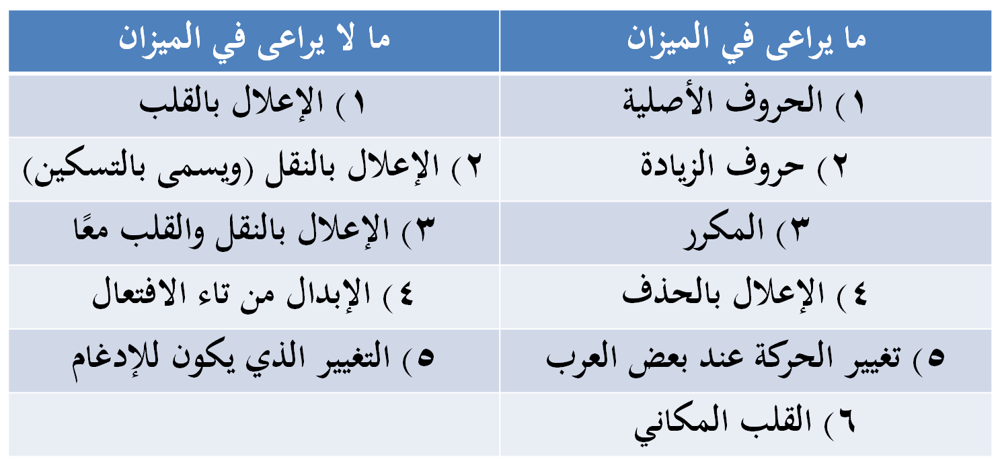 ما يراعى في الميزان
ما لا يراعى في الميزان
١) الحروف الأصلية
١) الإعلال بالقلب
٢) حروف الزيادة
٢) الإعلال بالنقل (ويسمى بالتسكين)
٣) المكرر
٣) الإعلال بالنقل والقلب معًا
٤) الإعلال بالحذف
٤) الإبدال من تاء الافتعال
٥) تغيير الحركة عند بعض العرب
٥) التغيير الذي يكون للإدغام
٦) القلب المكاني